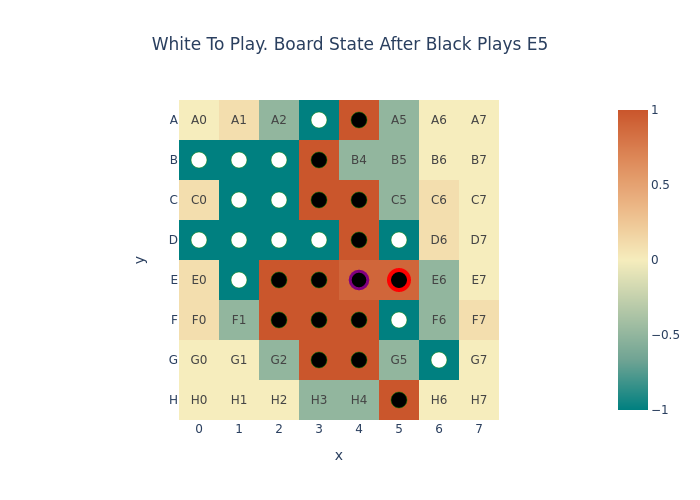 White To Play. Board State After Black Plays E5
A A0 A1 A2 A5 A6 A7
B B4 B5 B6 B7
C C0 C5 C6 C7
D D6 D7
E E0 E6 E7
F F0 F1 F6 F7
G G0 G1 G2 G5 G7
H H0 H1 H2 H3 H4 H6 H7
0 1 2 3 4 5 6 7
x
y
1
0.5
0
−0.5
−1